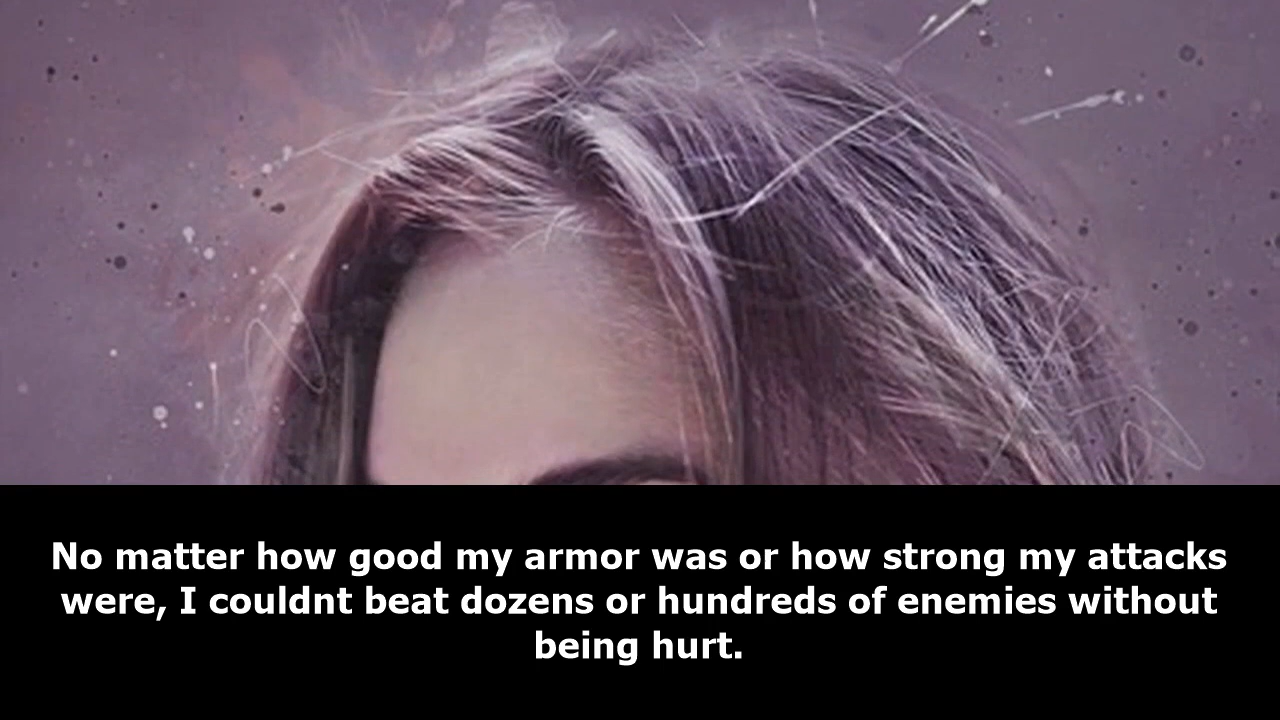 No matter how good my armor was or how strong my attacks
were, I couldnt beat dozens or hundreds of enemies without
being hurt.